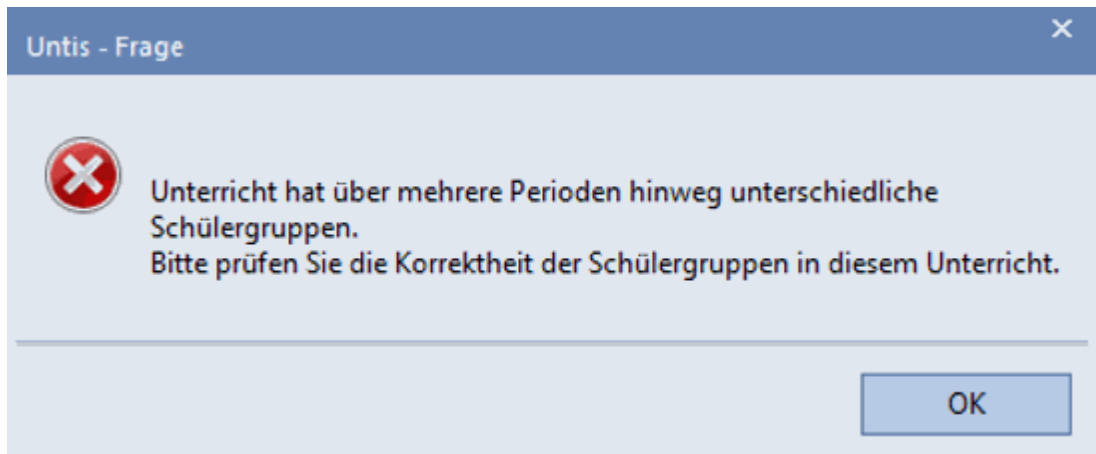 Untis - Frage
Unterricht hat über mehrere Perioden hinweg unterschiedliche
Schülergruppen.
Bitte prüfen Sie die Korrektheit der Schülergruppen in diesem Unterricht.
OK